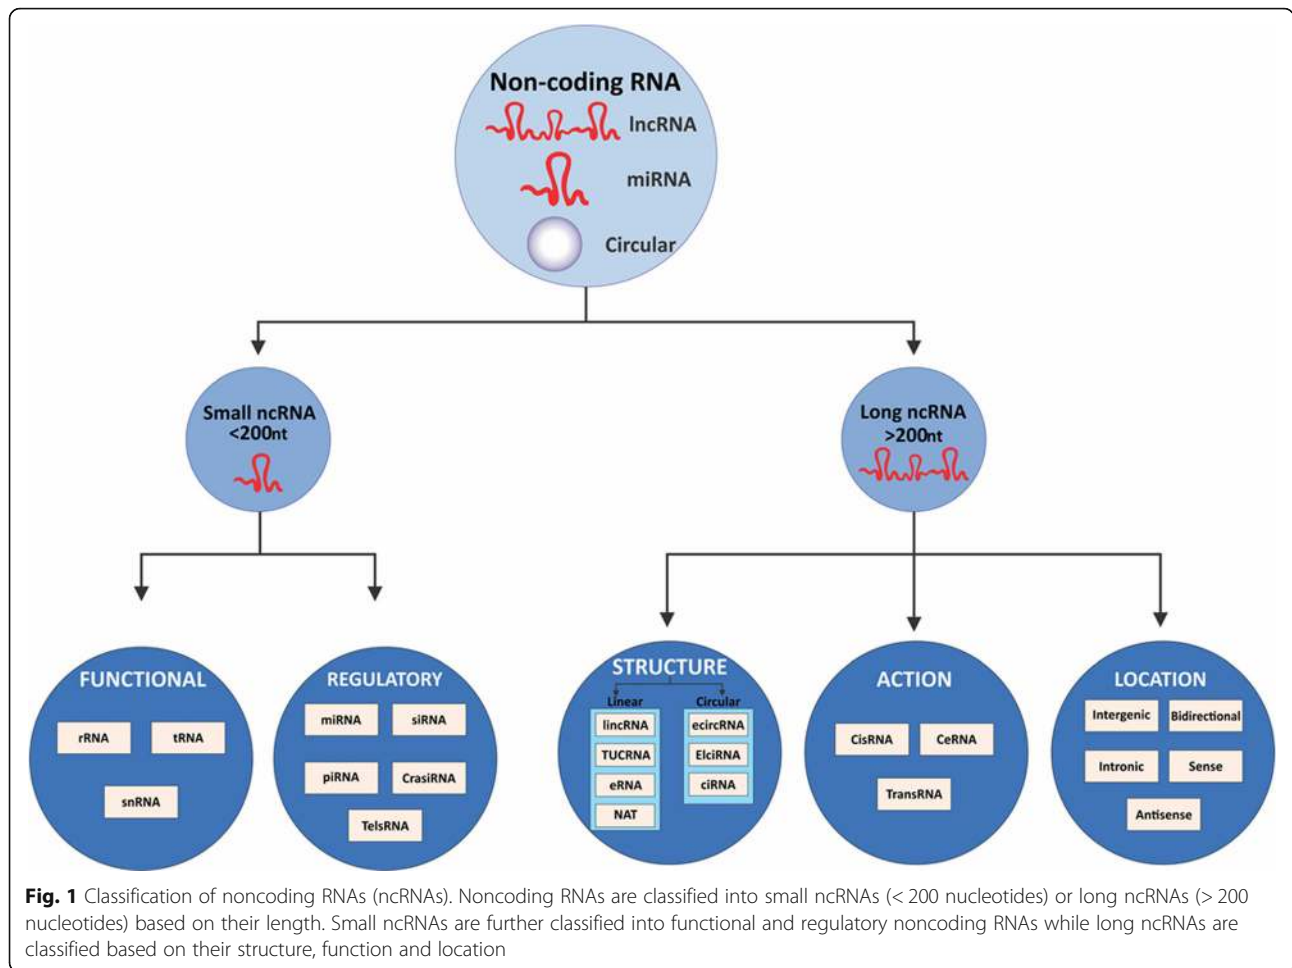 Non-coding RNA
lncRNA
miRNA
Circular
Small ncRNA
<200nt
Long ncRNA
>200nt
FUNCTIONAL
rRNA
tRNA
snRNA
REGULATORY
miRNA
siRNA
piRNA
CrasiRNA
TelsRNA
STRUCTURE
Linear
Circular
lincRNA
ecircRNA
TUCRNA
ElciRNA
eRNA
ciRNA
NAT
ACTION
CisRNA
CeRNA
TransRNA
LOCATION
Intergenic
Bidirectional
Intronic
Sense
Antisense
Fig. 1 Classification of noncoding RNAs (ncRNAs). Noncoding RNAs are classified into small ncRNAs (< 200 nucleotides) or long ncRNAs (> 200
nucleotides) based on their length. Small ncRNAs are further classified into functional and regulatory noncoding RNAs while long ncRNAs are
classified based on their structure, function and location